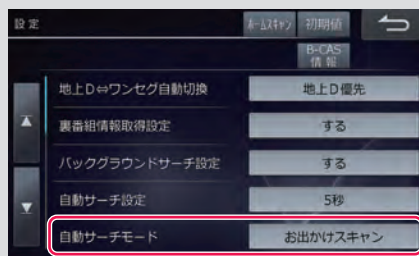 設定
ホームスキャン 初期値
B-CAS
情報
地上D⇔ワンセグ自動切換 地上D優先
裏番組情報取得設定 する
バックグラウンドサーチ設定 する
自動サーチ設定 5秒
自動サーチモード お出かけスキャン